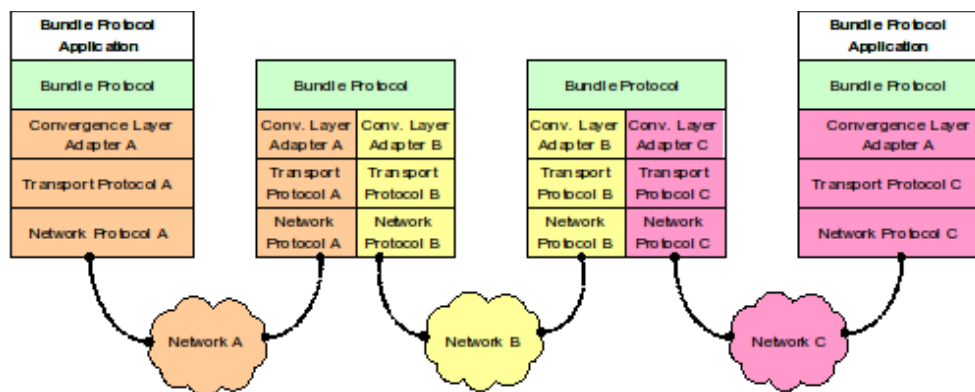 Bundle Protocol
Application
Bundle Protocol
Convergence Layer
Adapter A
Transport Protocol A
Network Protocol A
Bundle Protocol
Conv. Layer
Adapter A
Conv. Layer
Adapter B
Transport
Protocol A
Transport
Protocol B
Network
Protocol A
Network
Protocol B
Bundle Protocol
Conv. Layer
Adapter B
Conv. Layer
Adapter C
Transport
Protocol B
Transport
Protocol C
Network
Protocol B
Network
Protocol C
Bundle Protocol
Application
Bundle Protocol
Convergence Layer
Adapter A
Transport Protocol C
Network Protocol C
Network A
Network B
Network C